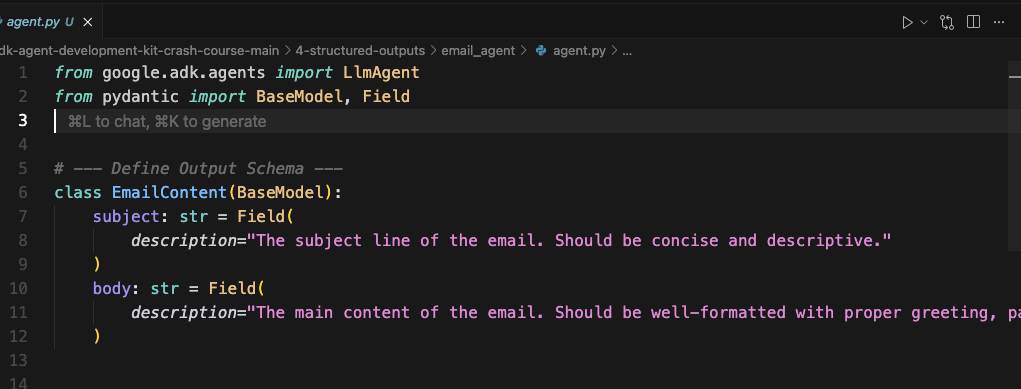 agent.py U ×
dk-agent-development-kit-crash-course-main > 4-structured-outputs > email_agent > agent.py > ...
1 from google.adk.agents import LlmAgent
2 from pydantic import BaseModel, Field
3 ⌘L to chat, ⌘K to generate
4
5 # --- Define Output Schema ---
6 class EmailContent(BaseModel):
7     subject: str = Field(
8         description="The subject line of the email. Should be concise and descriptive."
9     )
10     body: str = Field(
11         description="The main content of the email. Should be well-formatted with proper greeting, pa
12     )
13
14